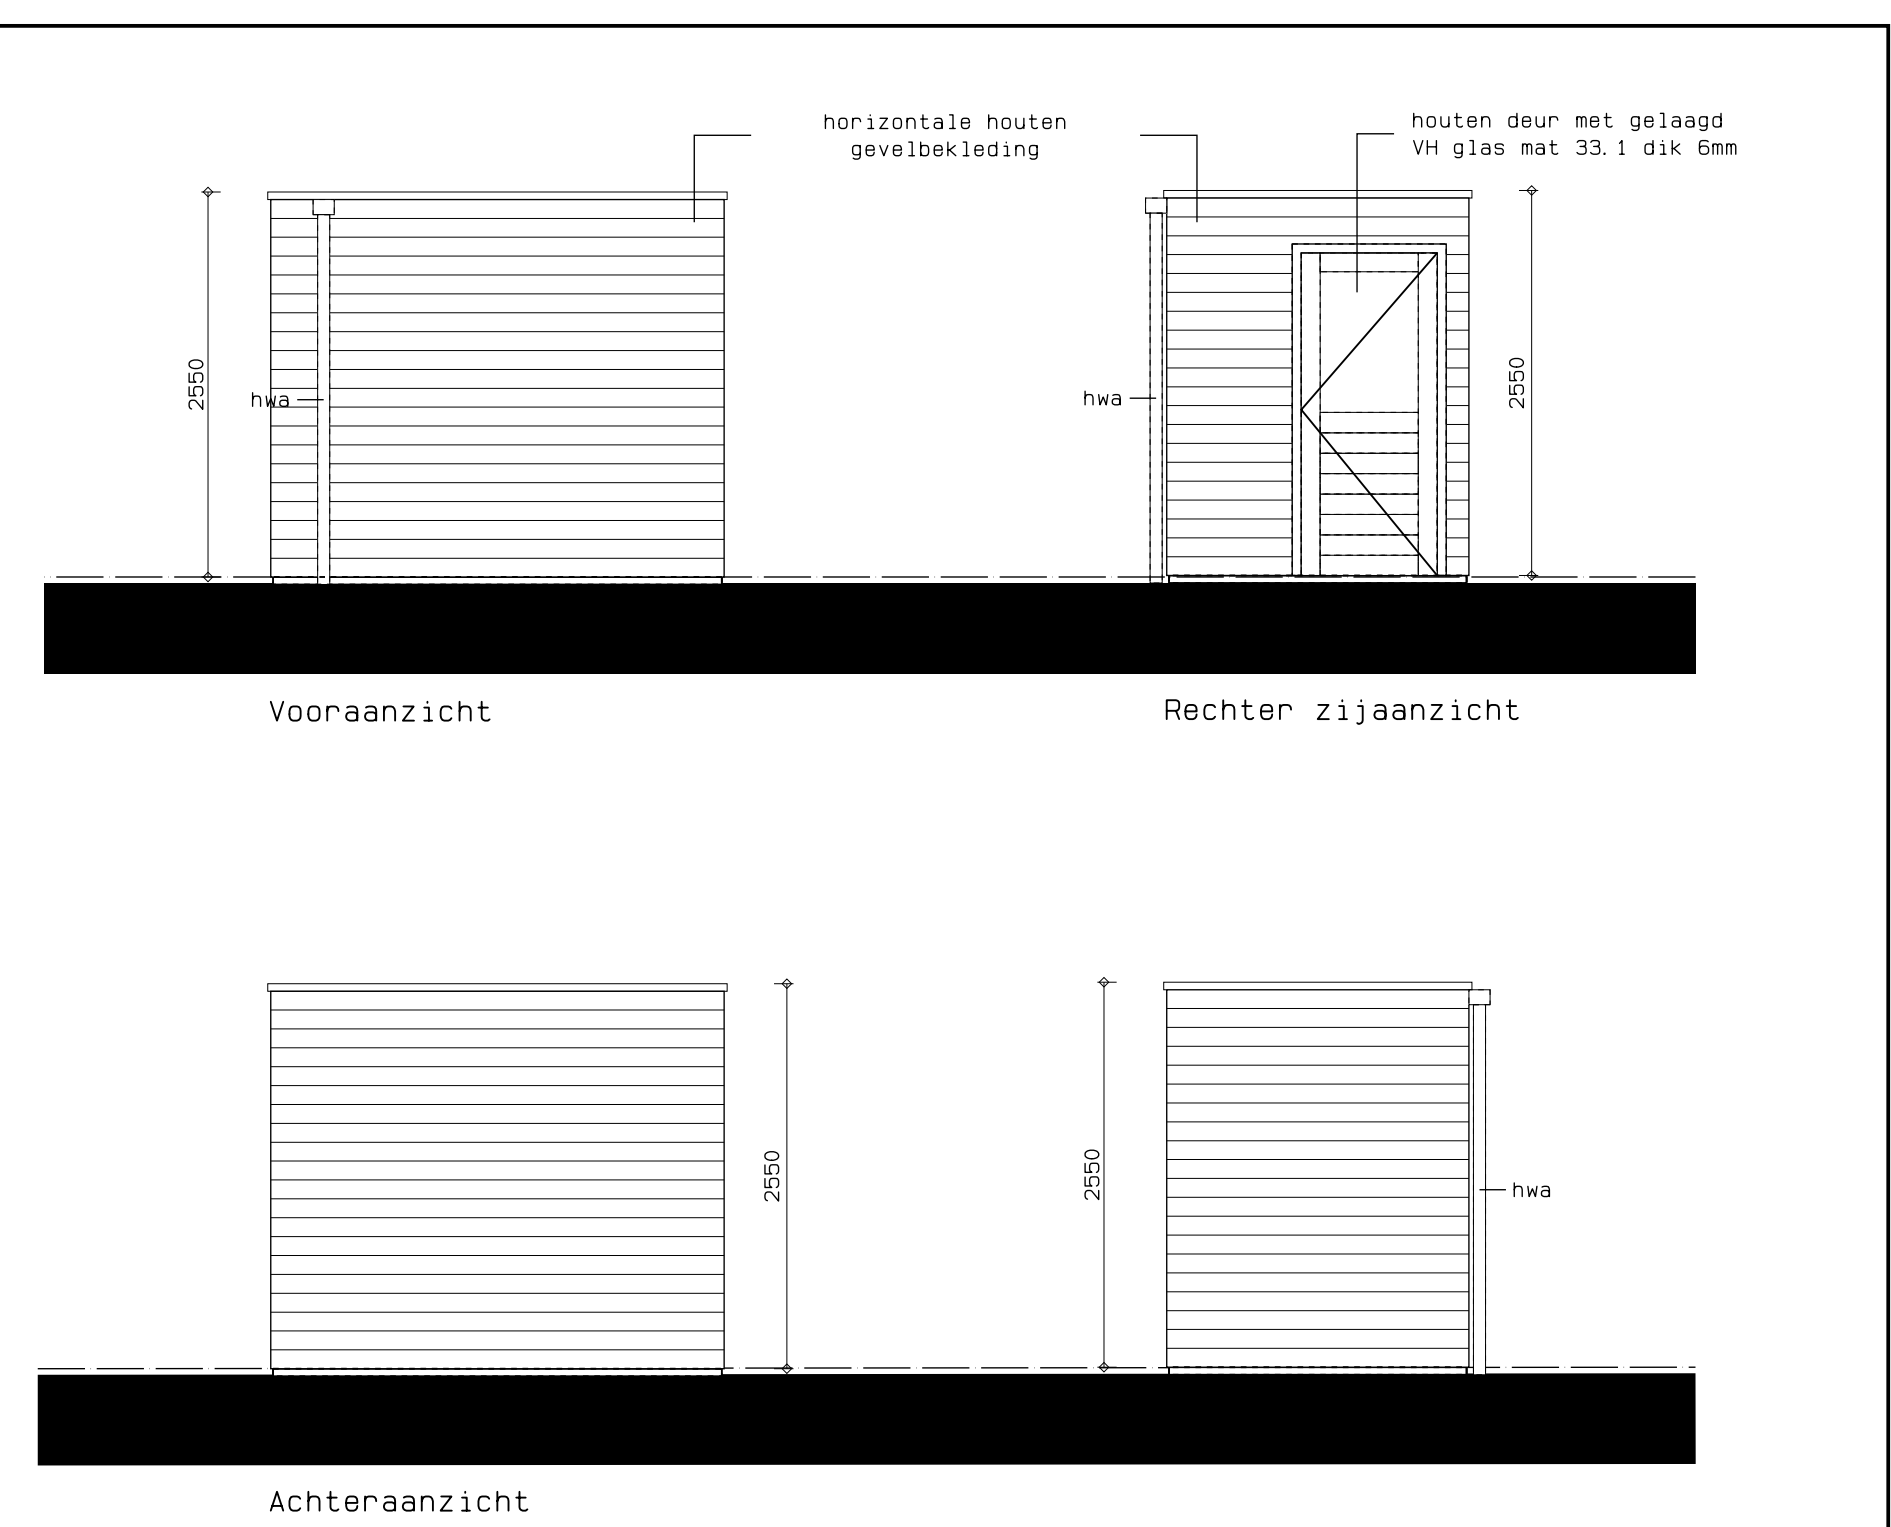 horizontale houten
gevelbekleding
houten deur met gelaagd
VH glas mat 33.1 dik 6mm
2550
hwa
hwa
2550
Vooraanzicht
Rechter zijaanzicht
2550
2550
hwa
Achteraanzicht